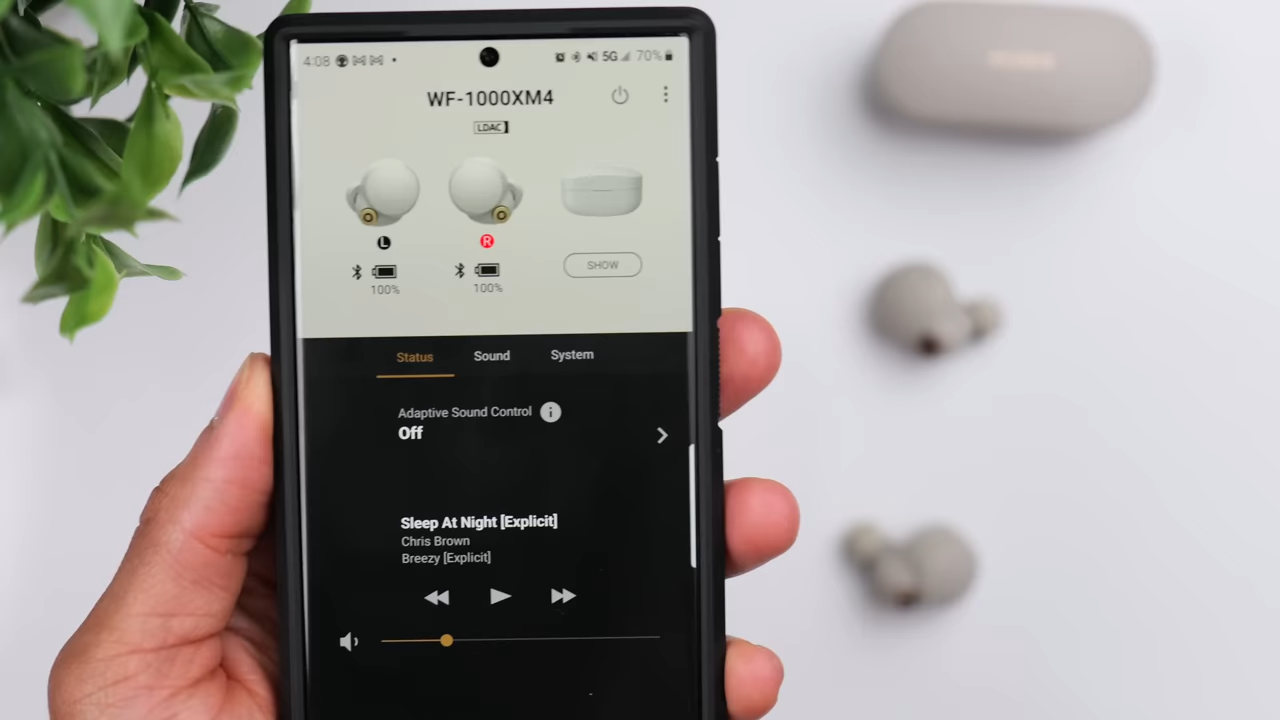 4:08 5G 70%
WF-1000XM4
LDAC
L R
SHOW
100% 100%
Status Sound System
Adaptive Sound Control i
Off
Sleep At Night [Explicit]
Chris Brown
Breezy [Explicit]